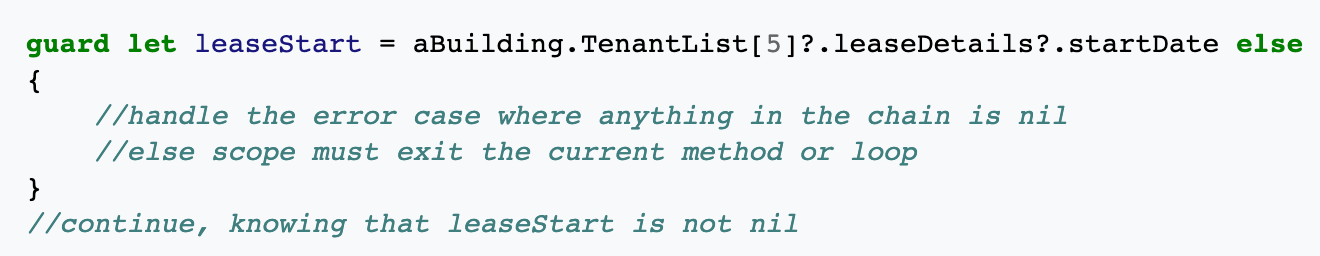 guard let leaseStart = aBuilding.TenantList[5]?.leaseDetails?.startDate else
{
    //handle the error case where anything in the chain is nil
    //else scope must exit the current method or loop
}
//continue, knowing that leaseStart is not nil